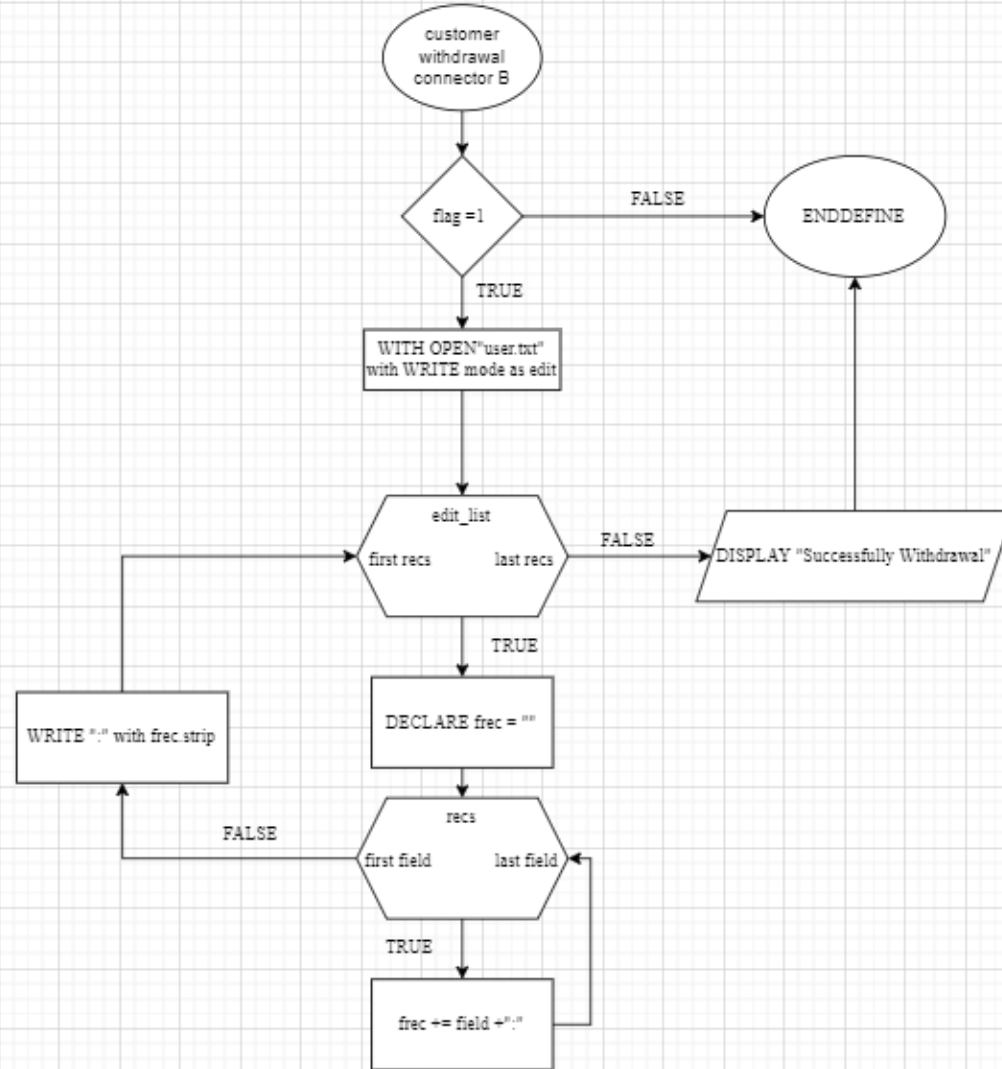 customer
withdrawal
connector B
flag =1
FALSE
ENDDEFINE
TRUE
WITH OPEN"user.txt"
with WRITE mode as edit
edit_list
first recs
last recs
FALSE
DISPLAY "Successfully Withdrawal"
TRUE
DECLARE frec = ""
WRITE ":" with frec.strip
recs
FALSE
first field
last field
TRUE
frec += field +":"